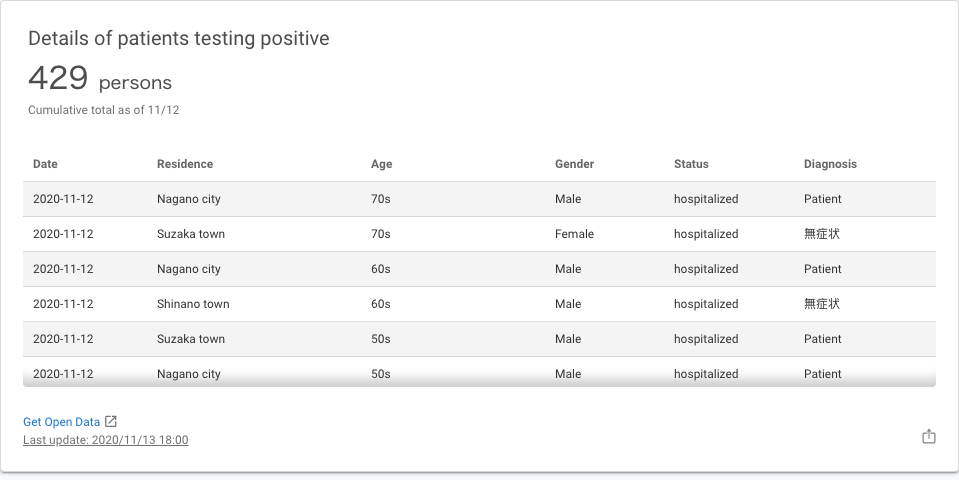 Details of patients testing positive
429 persons
Cumulative total as of 11/12
Date Residence Age Gender Status Diagnosis
2020-11-12 Nagano city 70s Male hospitalized Patient
2020-11-12 Suzaka town 70s Female hospitalized 無症状
2020-11-12 Nagano city 60s Male hospitalized Patient
2020-11-12 Shinano town 60s Male hospitalized 無症状
2020-11-12 Suzaka town 50s Male hospitalized Patient
2020-11-12 Nagano city 50s Male hospitalized Patient
Get Open Data
Last update: 2020/11/13 18:00